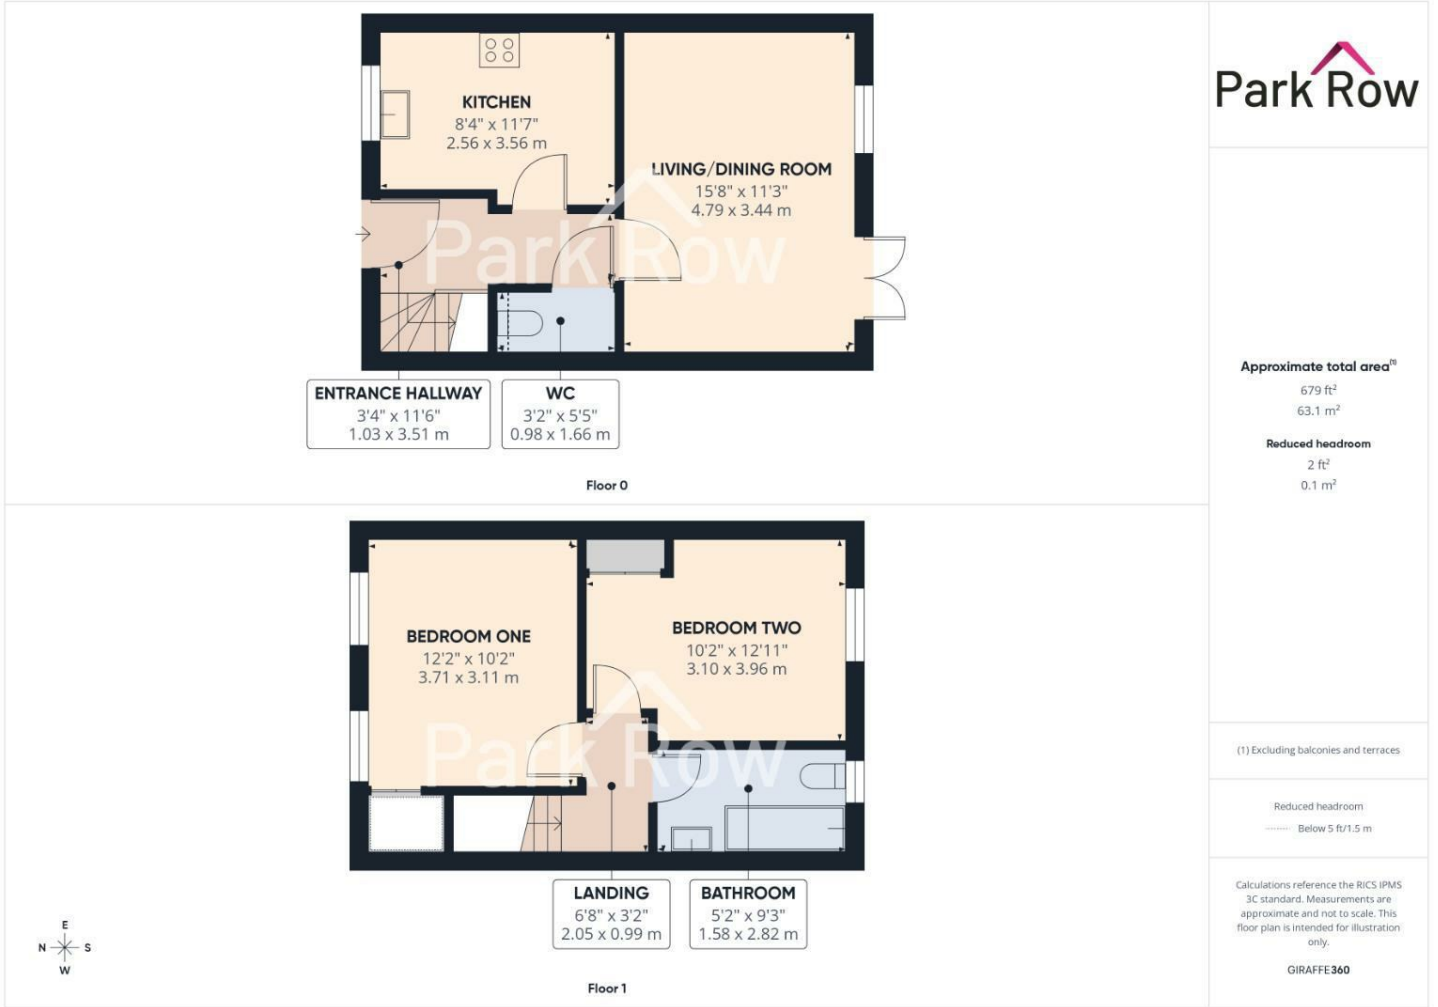 KITCHEN
8'4" x 11'7"
2.56 x 3.56 m
LIVING/DINING ROOM
15'8" x 11'3"
4.79 x 3.44 m
Park Row
ENTRANCE HALLWAY
3'4" x 11'6"
1.03 x 3.51 m
WC
3'2" x 5'5"
0.98 x 1.66 m
Floor 0
BEDROOM ONE
12'2" x 10'2"
3.71 x 3.11 m
BEDROOM TWO
10'2" x 12'11"
3.10 x 3.96 m
Park Row
LANDING
6'8" x 3'2"
2.05 x 0.99 m
BATHROOM
5'2" x 9'3"
1.58 x 2.82 m
Floor 1
E
N S
W
Park Row
Approximate total area(1)
679 ft²
63.1 m²
Reduced headroom
2 ft²
0.1 m²
(1) Excluding balconies and terraces
Reduced headroom
Below 5 ft/1.5 m
Calculations reference the RICS IPMS
3C standard. Measurements are
approximate and not to scale. This
floor plan is intended for illustration
only.
GIRAFFE360